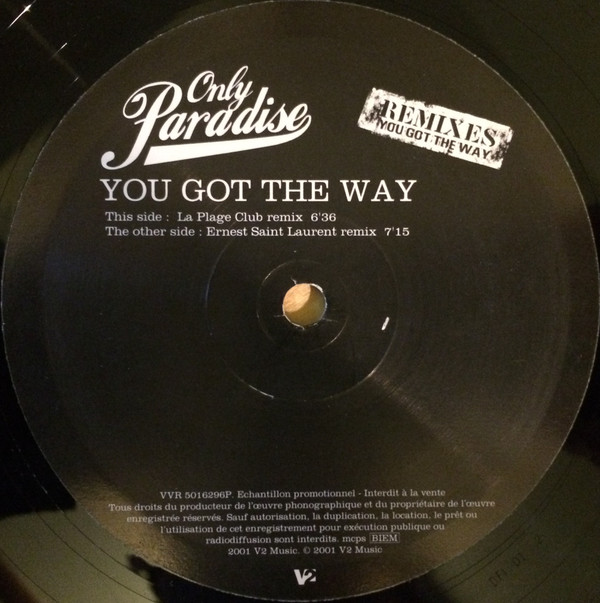 Only
Paradise
REMIXES
YOU GOT THE WAY
YOU GOT THE WAY
This side : La Plage Club remix 6'36
The other side : Ernest Saint Laurent remix 7'15
VVR 5016296P. Echantillon promotionnel - Interdit à la vente
Tous droits du producteur de l'œuvre phonographique et du propriétaire de l'œuvre
enregistrée réservés. Sauf autorisation, la duplication, la location, le prêt ou
l'utilisation de cet enregistrement pour exécution publique ou
radiodiffusion sont interdits. mcps BIEM
2001 V2 Music. © 2001 V2 Music
V2